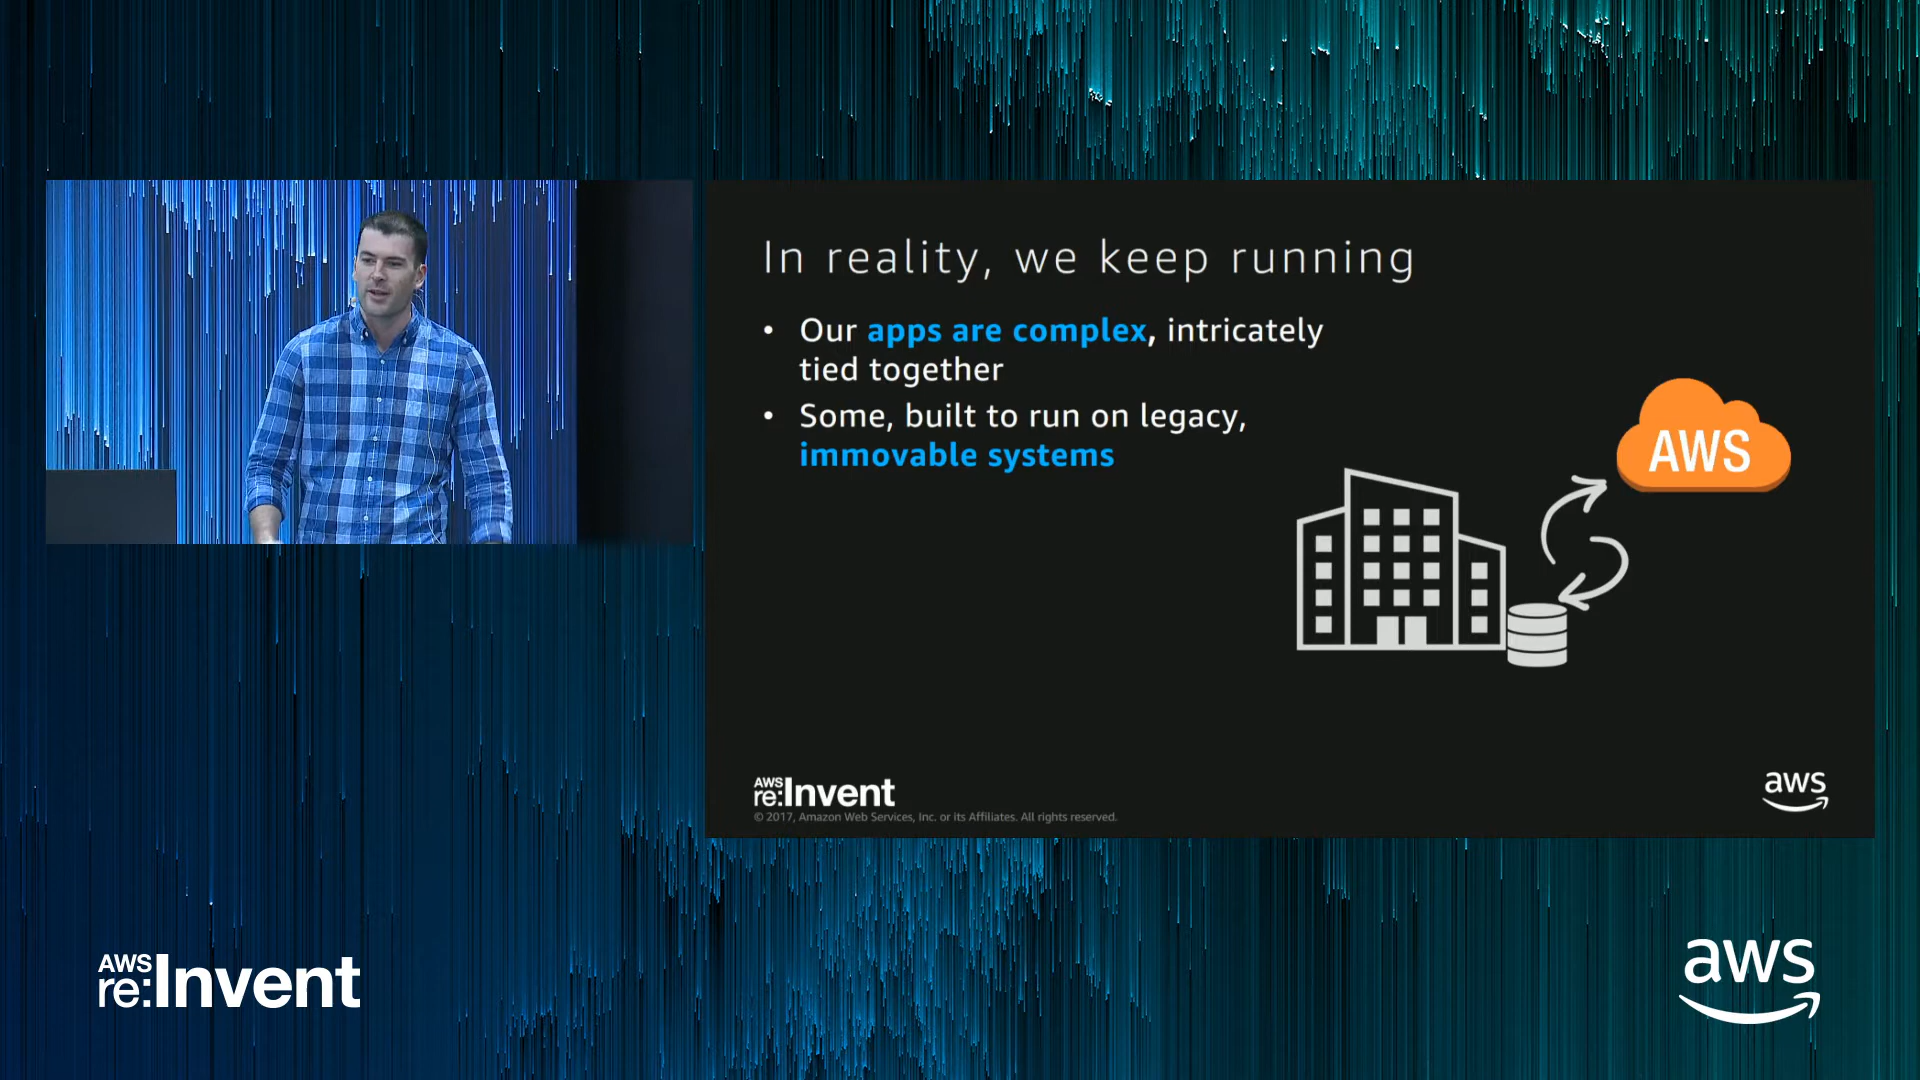 In reality, we keep running
• Our apps are complex, intricately
tied together
• Some, built to run on legacy,
immovable systems
AWS
AWS
re:Invent
© 2017, Amazon Web Services, Inc. or its Affiliates. All rights reserved.
aws
AWS
re:Invent
aws